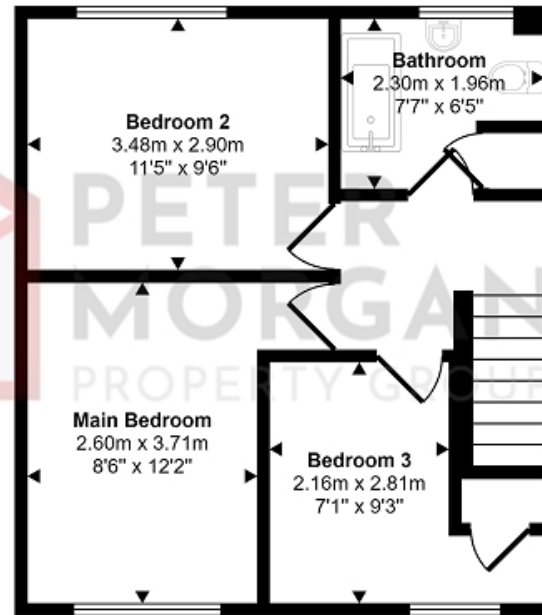 Bathroom
2.30m x 1.96m
7'7" x 6'5"
Bedroom 2
3.48m x 2.90m
11'5" x 9'6"
PETER
MORGAN
PROPERTY GROUP
Main Bedroom
2.60m x 3.71m
8'6" x 12'2"
Bedroom 3
2.16m x 2.81m
7'1" x 9'3"